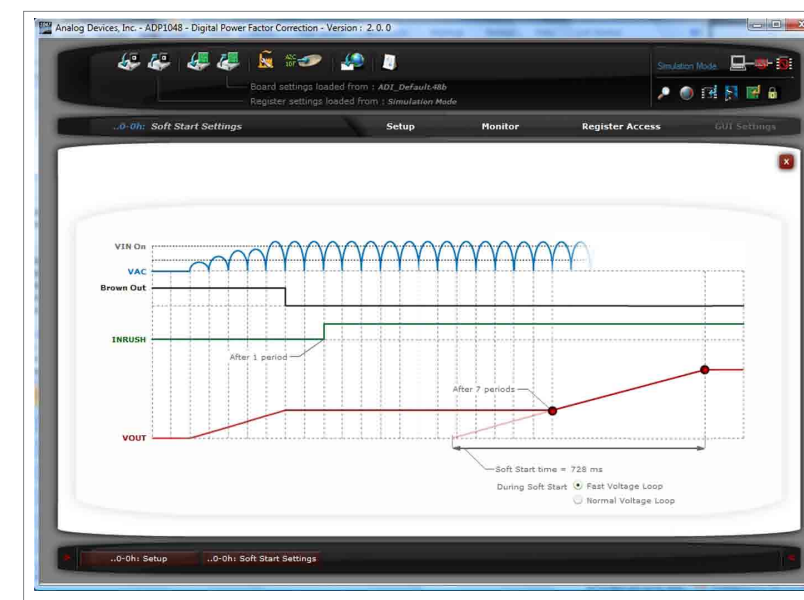 Analog Devices, Inc. - ADP1048 - Digital Power Factor Correction - Version : 2. 0. 0
Simulation Mode
Board settings loaded from : ADI_Default.48b
Register settings loaded from : Simulation Mode
..0-0h: Soft Start Settings
Setup
Monitor
Register Access
GUI Settings
VIN On
VAC
Brown Out
INRUSH
After 1 period
After 7 periods
VOUT
Soft Start time = 728 ms
During Soft Start
Fast Voltage Loop
Normal Voltage Loop
..0-0h: Setup
..0-0h: Soft Start Settings